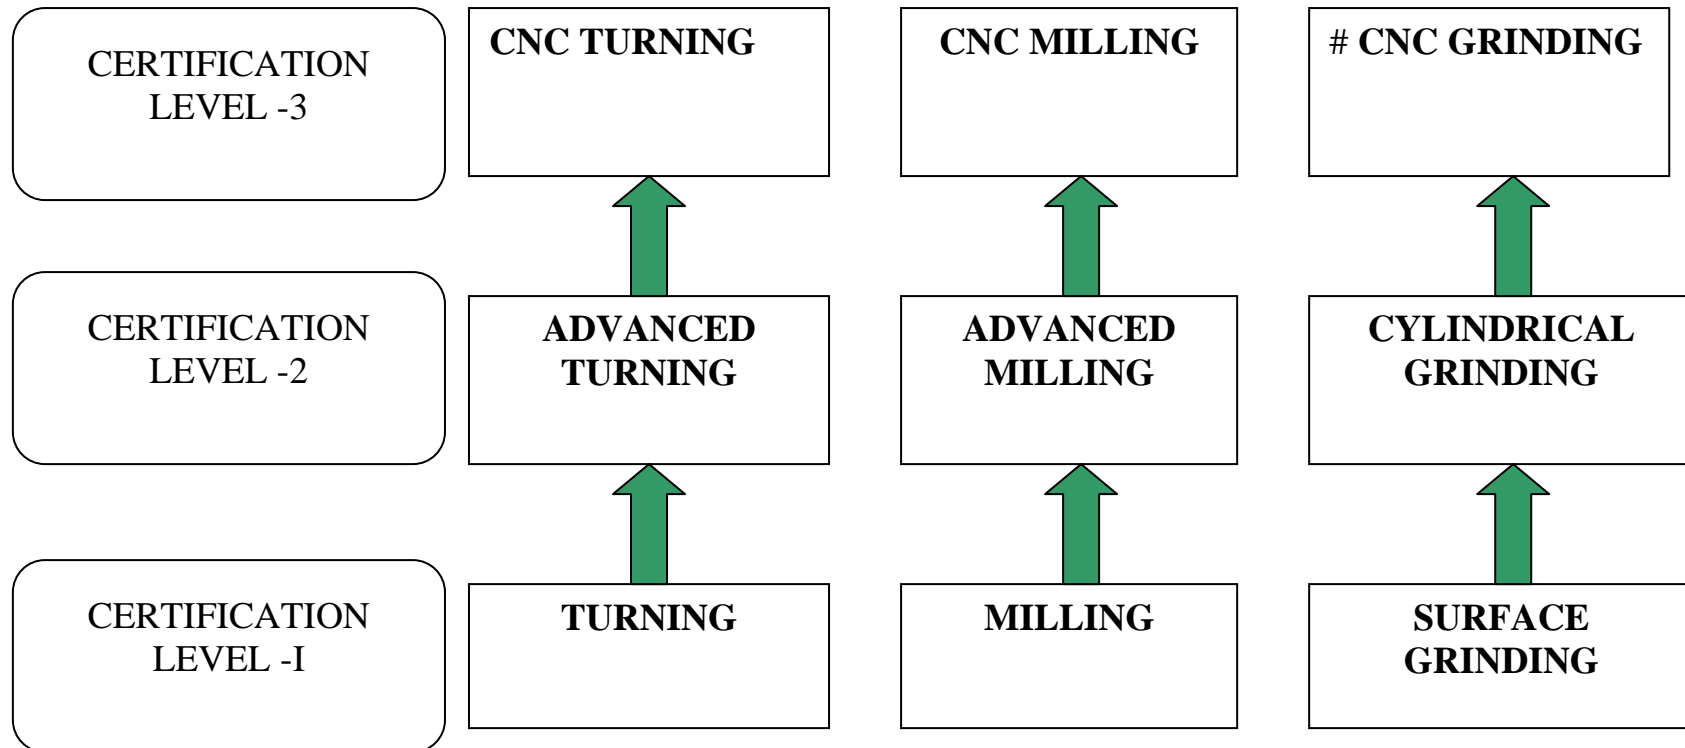 CERTIFICATION
LEVEL -3
CNC TURNING
CNC MILLING
# CNC GRINDING
CERTIFICATION
LEVEL -2
ADVANCED
TURNING
ADVANCED
MILLING
CYLINDRICAL
GRINDING
CERTIFICATION
LEVEL -I
TURNING
MILLING
SURFACE
GRINDING